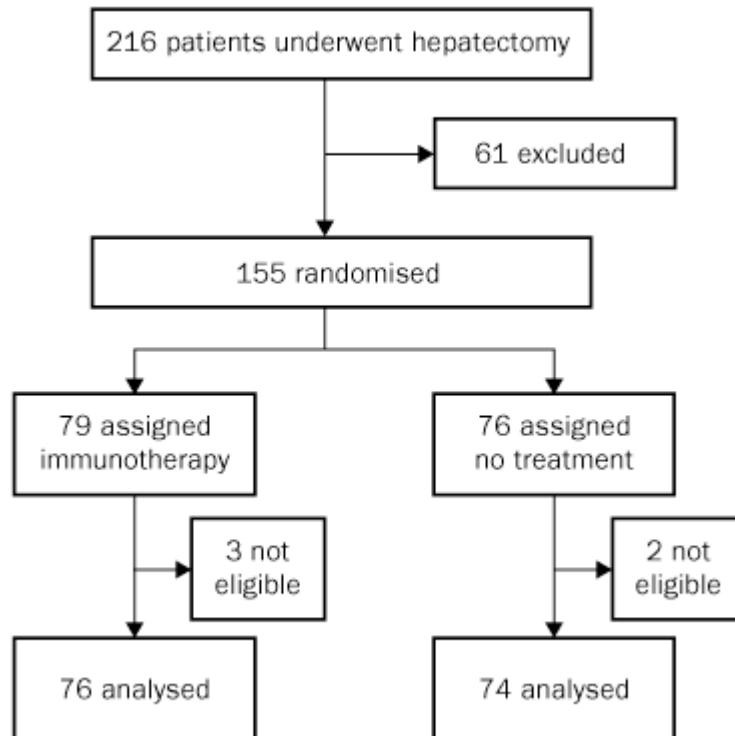 216 patients underwent hepatectomy
61 excluded
155 randomised
79 assigned
immunotherapy
76 assigned
no treatment
3 not
eligible
2 not
eligible
76 analysed
74 analysed